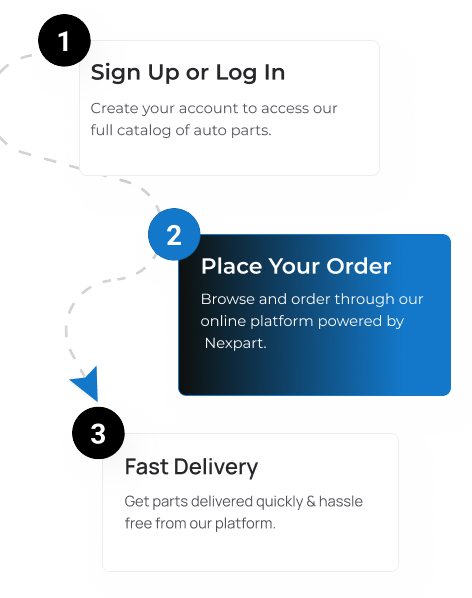 1
Sign Up or Log In
Create your account to access our
full catalog of auto parts.
2
Place Your Order
Browse and order through our
online platform powered by
Nexpart.
3
Fast Delivery
Get parts delivered quickly & hassle
free from our platform.